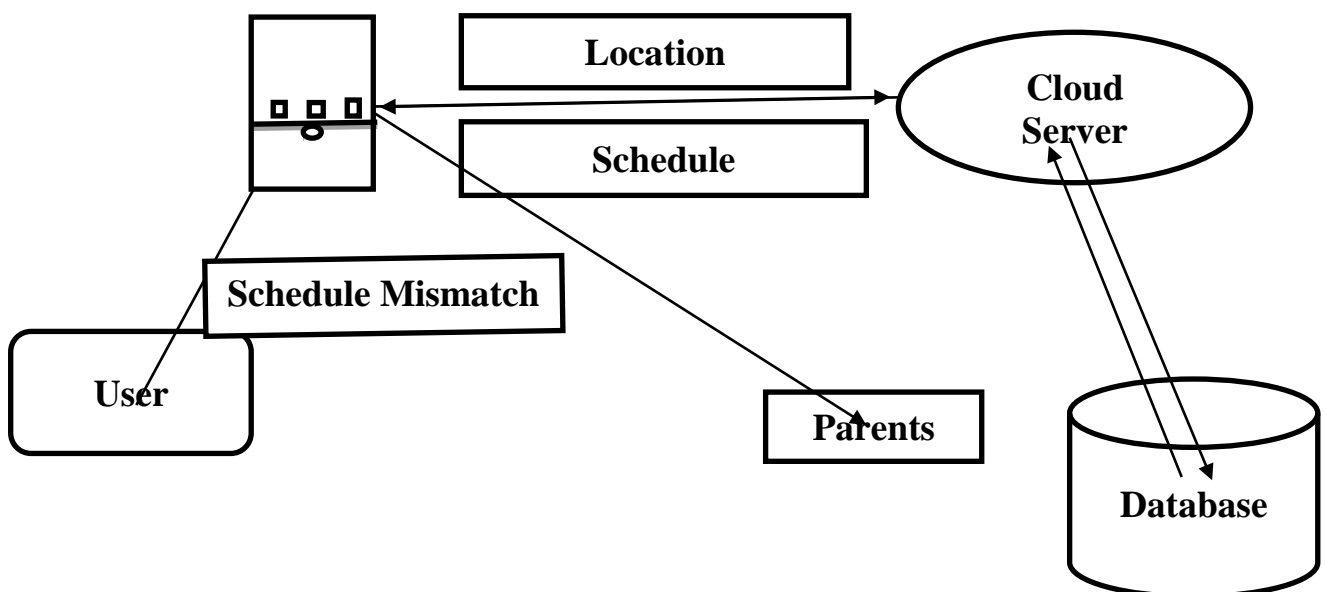 Location
Cloud
Server
Schedule
Schedule Mismatch
User
Parents
Database